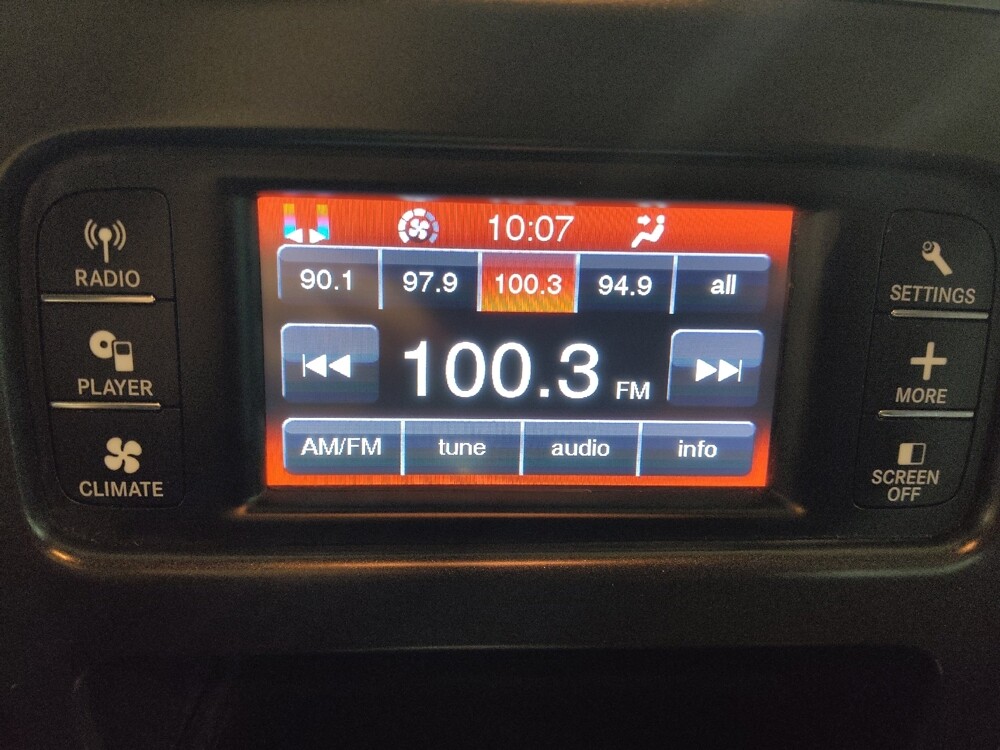 RADIO
PLAYER
CLIMATE
10:07
90.1 97.9 100.3 94.9 all
100.3 FM
AM/FM tune audio info
SETTINGS
MORE
SCREEN
OFF